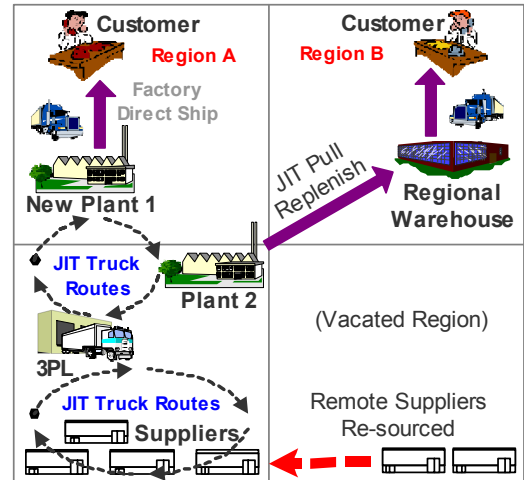 Customer
Region A
Factory
Direct Ship
New Plant 1
Customer
Region B
JIT Pull
Replenish
Regional
Warehouse
JIT Truck
Routes
Plant 2
3PL
JIT Truck Routes
Suppliers
(Vacated Region)
Remote Suppliers
Re-sourced